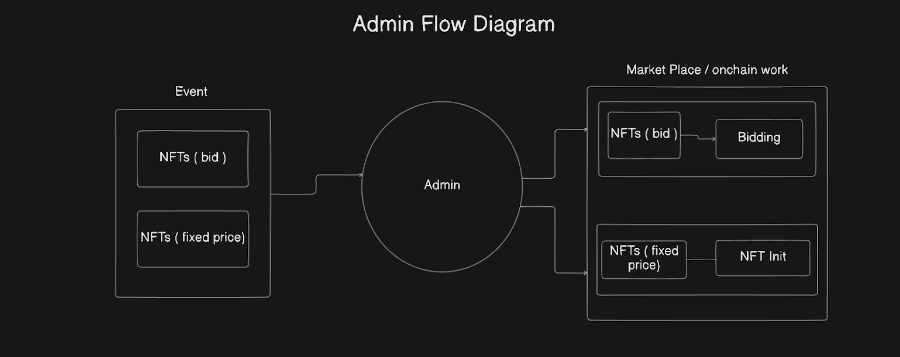 Admin Flow Diagram
Event
NFTs ( bid )
NFTs ( fixed price)
Admin
Market Place / onchain work
NFTs ( bid )
Bidding
NFTs ( fixed
price)
NFT Init